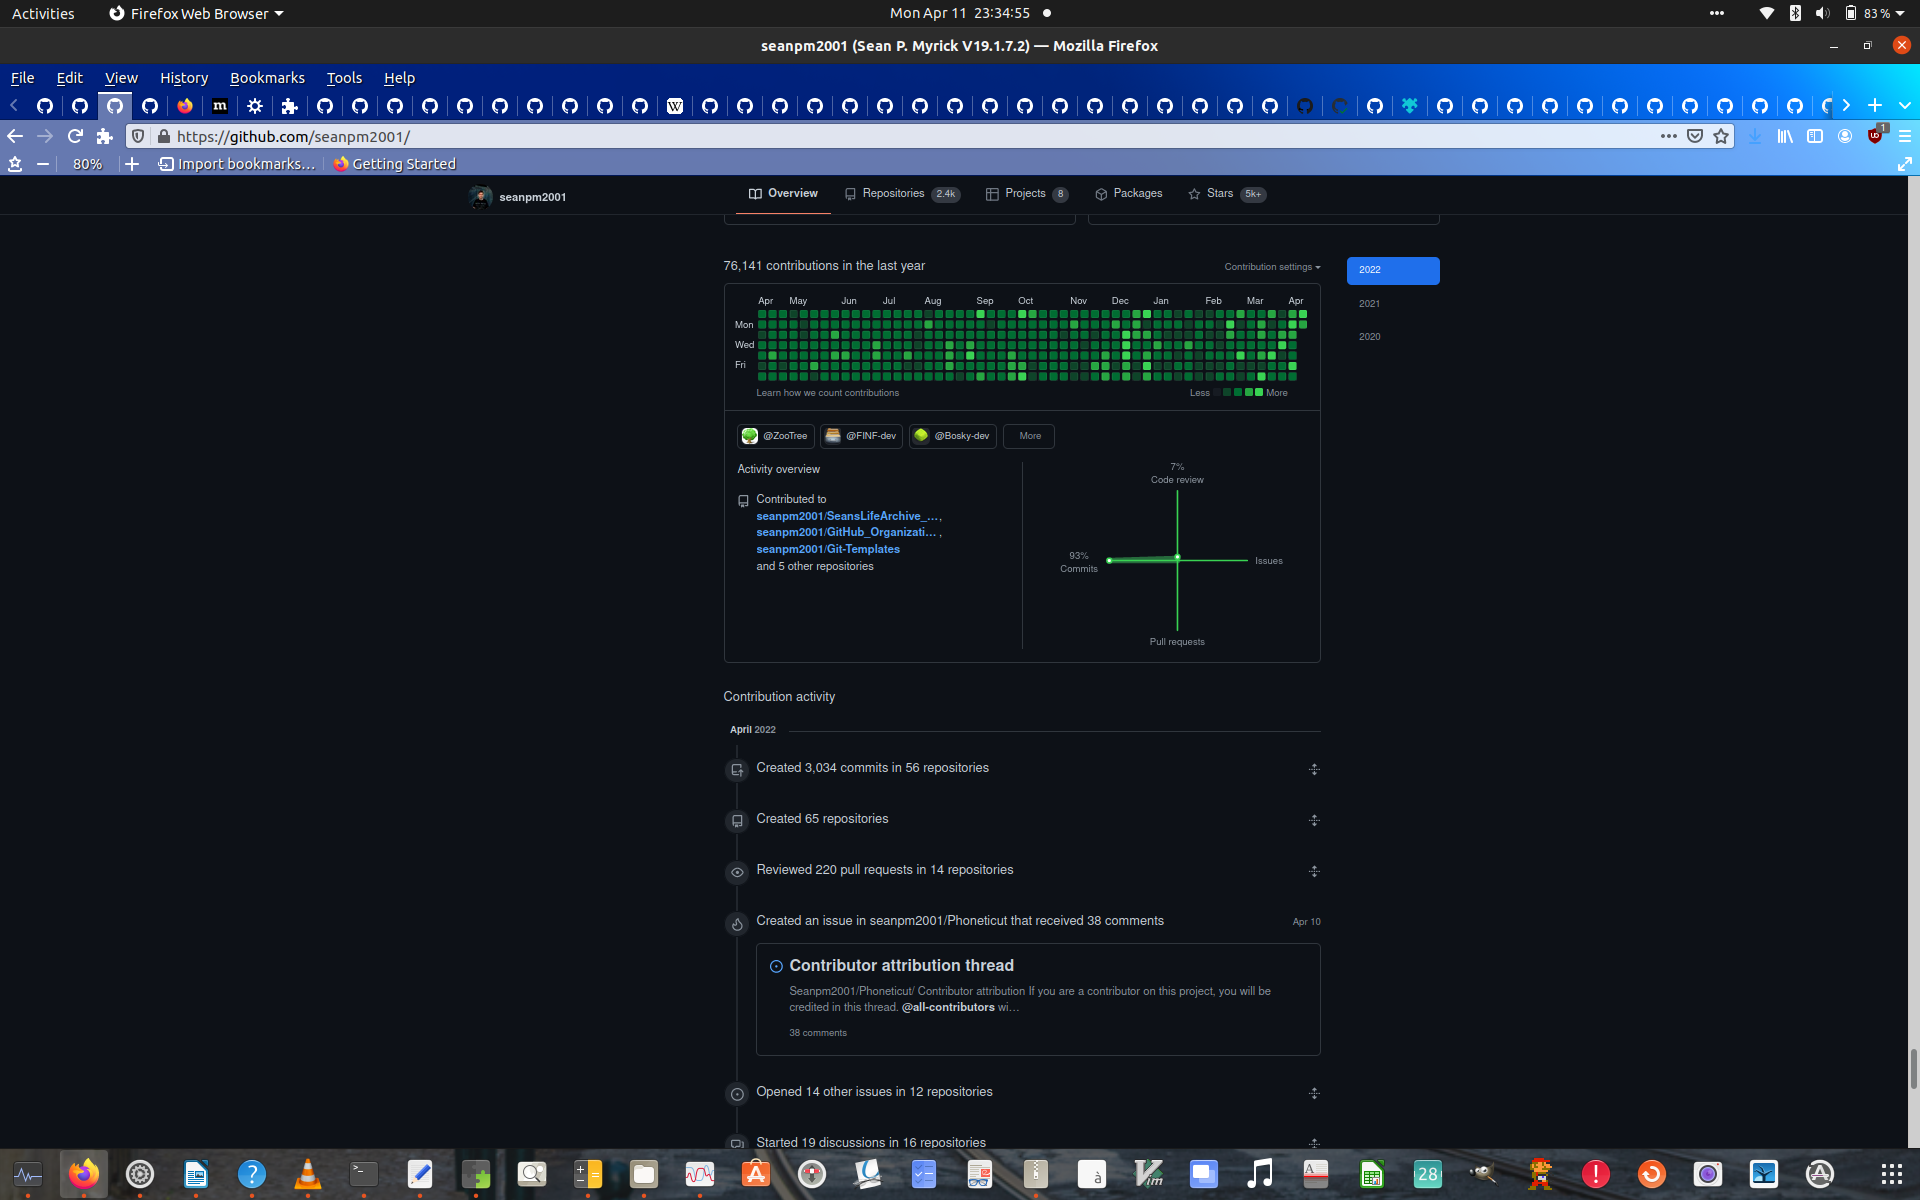 Activities
Firefox Web Browser
Mon Apr 11 23:34:55
83 %
seanpm2001 (Sean P. Myrick V19.1.7.2) — Mozilla Firefox
File Edit View History Bookmarks Tools Help
https://github.com/seanpm2001/
80%
Import bookmarks...
Getting Started
seanpm2001
Overview
Repositories 2.4k
Projects 8
Packages
Stars 5k+
76,141 contributions in the last year
Contribution settings
2022
2021
2020
Apr May Jun Jul Aug Sep Oct Nov Dec Jan Feb Mar Apr
Mon
Wed
Fri
Learn how we count contributions
Less
More
@ZooTree
@FINF-dev
@Bosky-dev
More
Activity overview
Contributed to
seanpm2001/SeansLifeArchive_... ,
seanpm2001/GitHub_Organizati... ,
seanpm2001/Git-Templates
and 5 other repositories
7%
Code review
93%
Commits
Issues
Pull requests
Contribution activity
April 2022
Created 3,034 commits in 56 repositories
Created 65 repositories
Reviewed 220 pull requests in 14 repositories
Created an issue in seanpm2001/Phoneticut that received 38 comments
Apr 10
Contributor attribution thread
Seanpm2001/Phoneticut/ Contributor attribution If you are a contributor on this project, you will be
credited in this thread. @all-contributors wi…
38 comments
Opened 14 other issues in 12 repositories
Started 19 discussions in 16 repositories
28